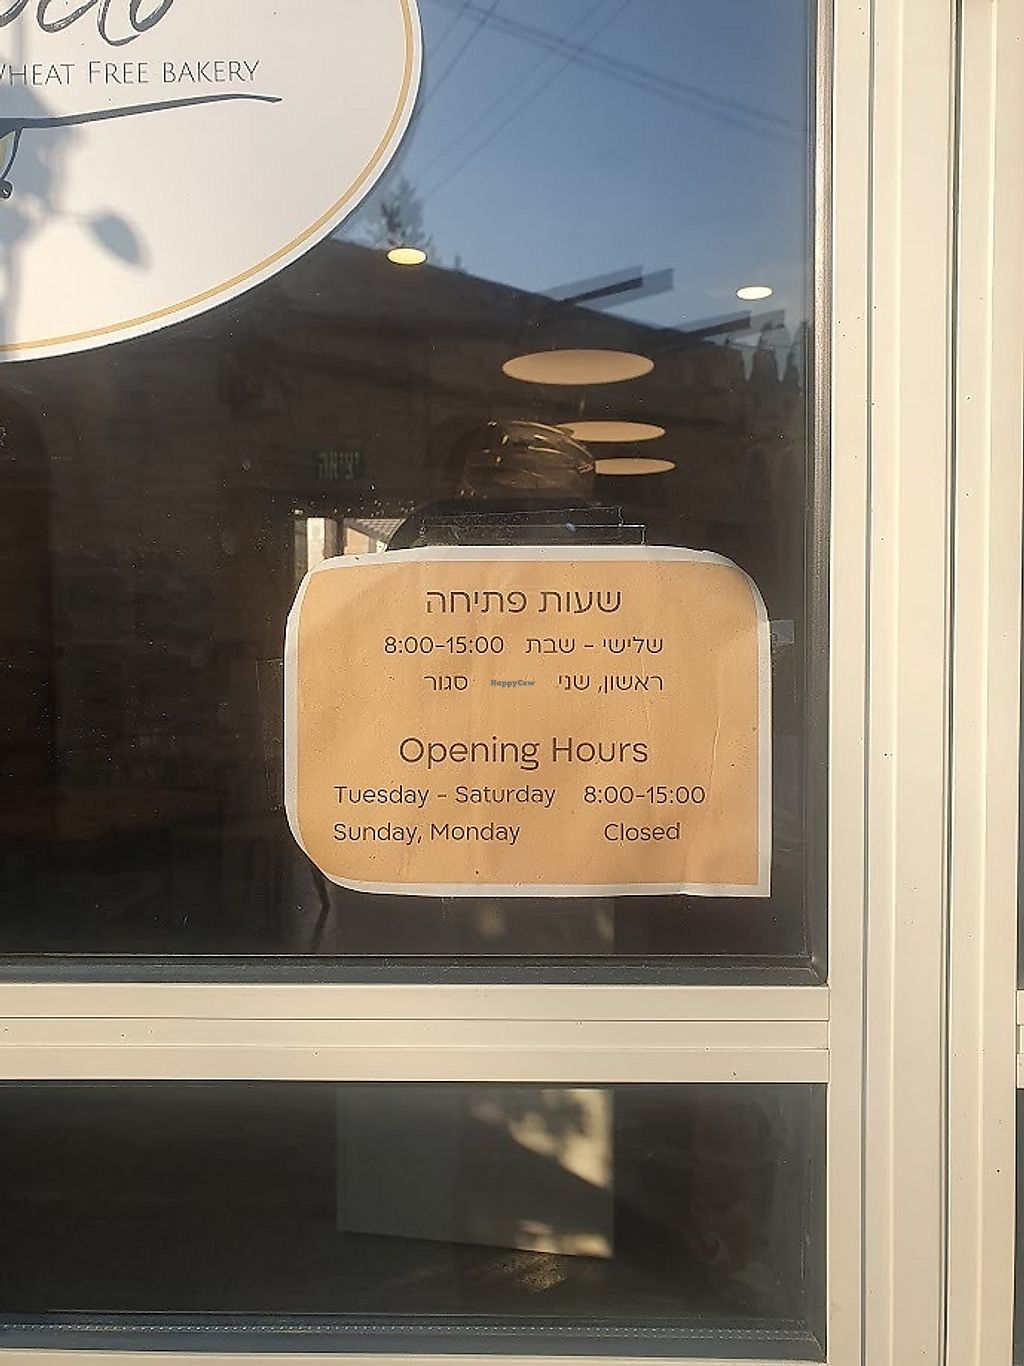 WHEAT FREE BAKERY
יציאה
שעות פתיחה
שלישי - שבת 8:00-15:00
ראשון, שני סגור
HappyCow
Opening Hours
Tuesday - Saturday 8:00-15:00
Sunday, Monday Closed